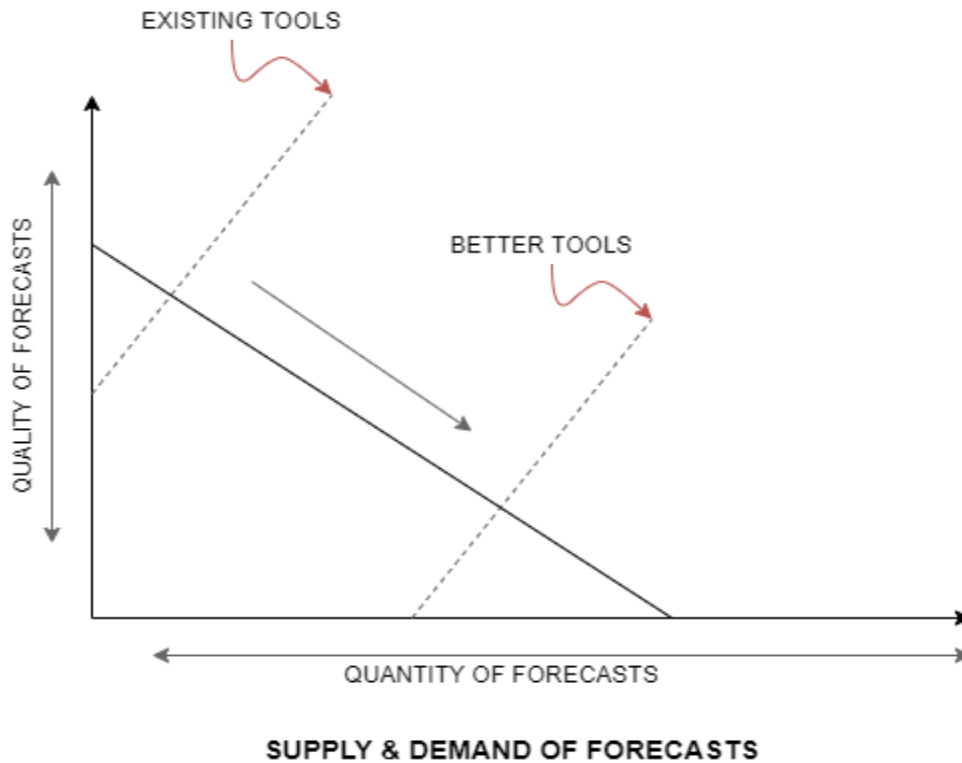 EXISTING TOOLS
BETTER TOOLS
QUALITY OF FORECASTS
QUANTITY OF FORECASTS
SUPPLY & DEMAND OF FORECASTS